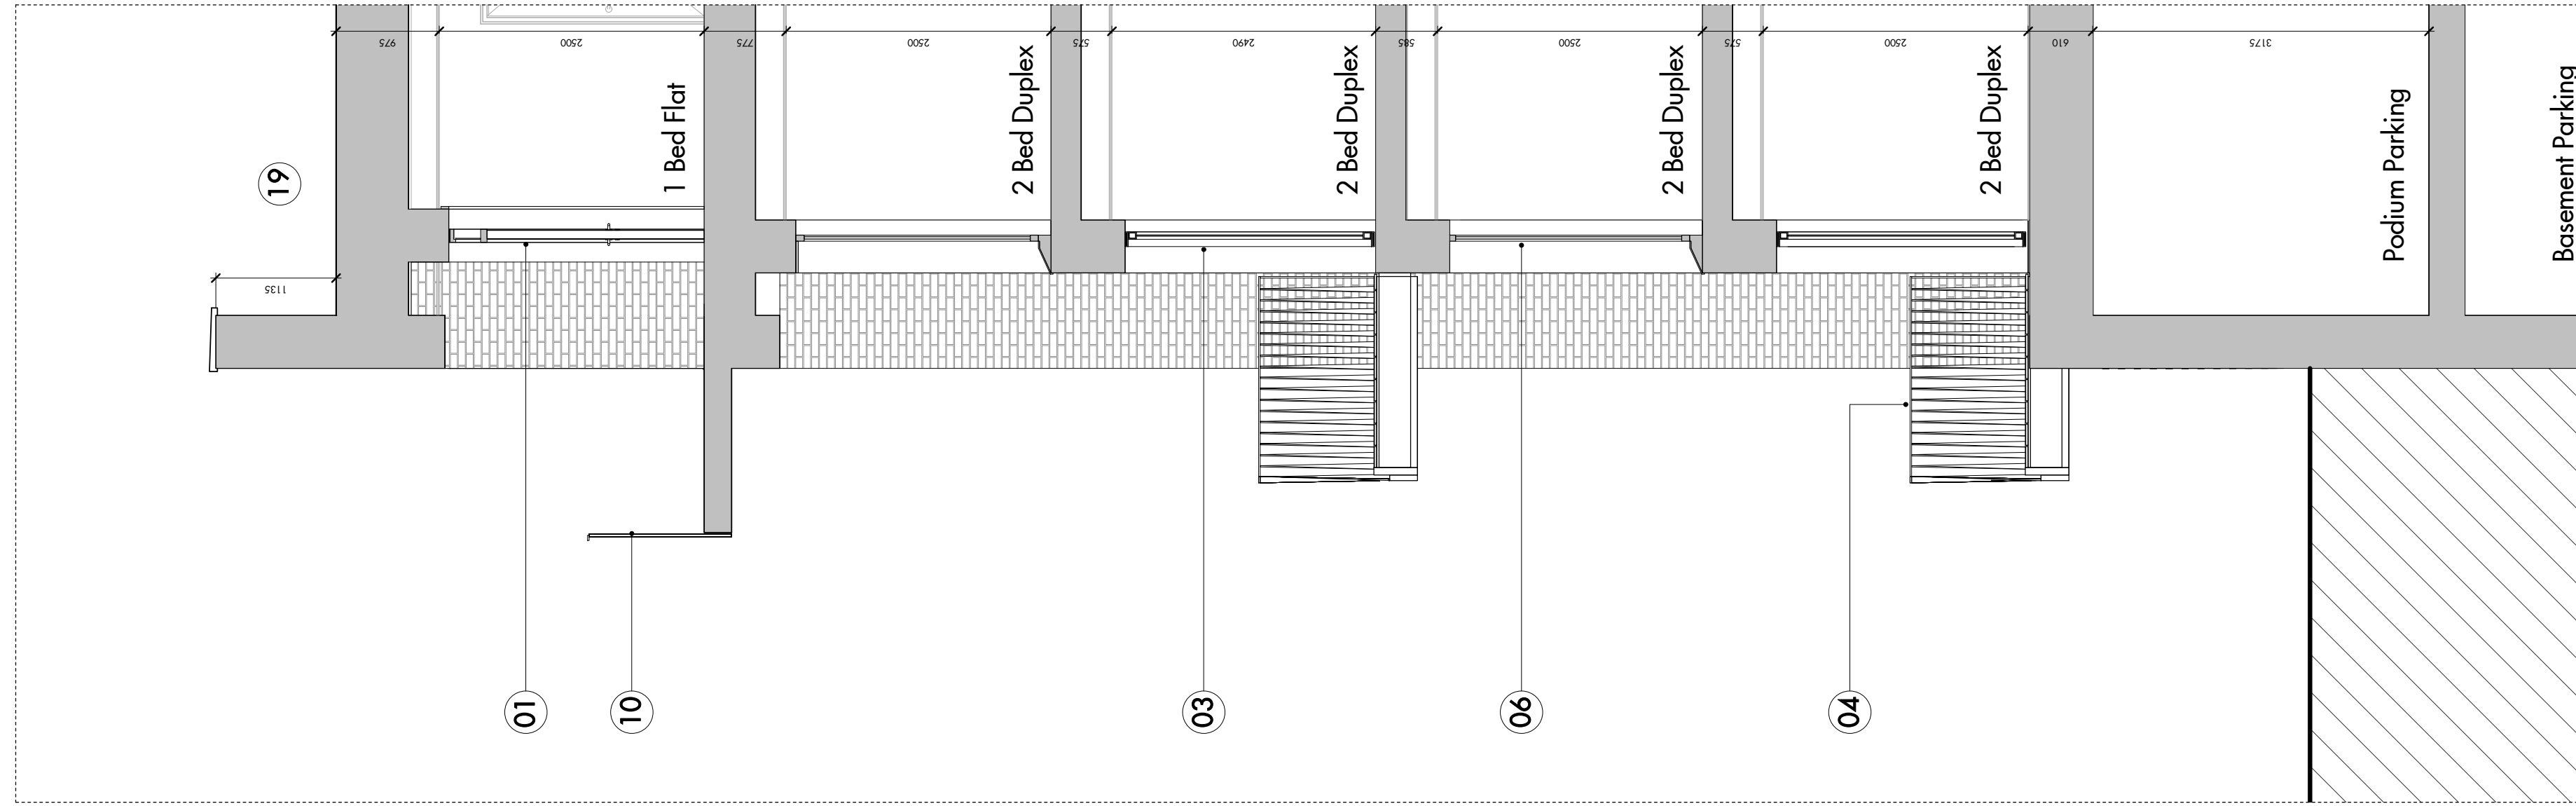 19
1135
975
2500
775
2500
575
2490
585
2500
575
2500
610
3175
1 Bed Flat
2 Bed Duplex
2 Bed Duplex
2 Bed Duplex
2 Bed Duplex
Podium Parking
Basement Parking
01
10
03
06
04